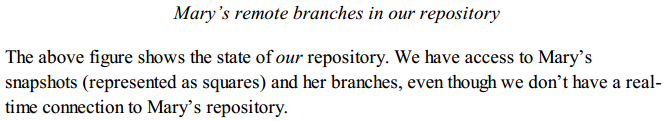 Mary’s remote branches in our repository
The above figure shows the state of our repository. We have access to Mary’s
snapshots (represented as squares) and her branches, even though we don’t have a real-
time connection to Mary’s repository.